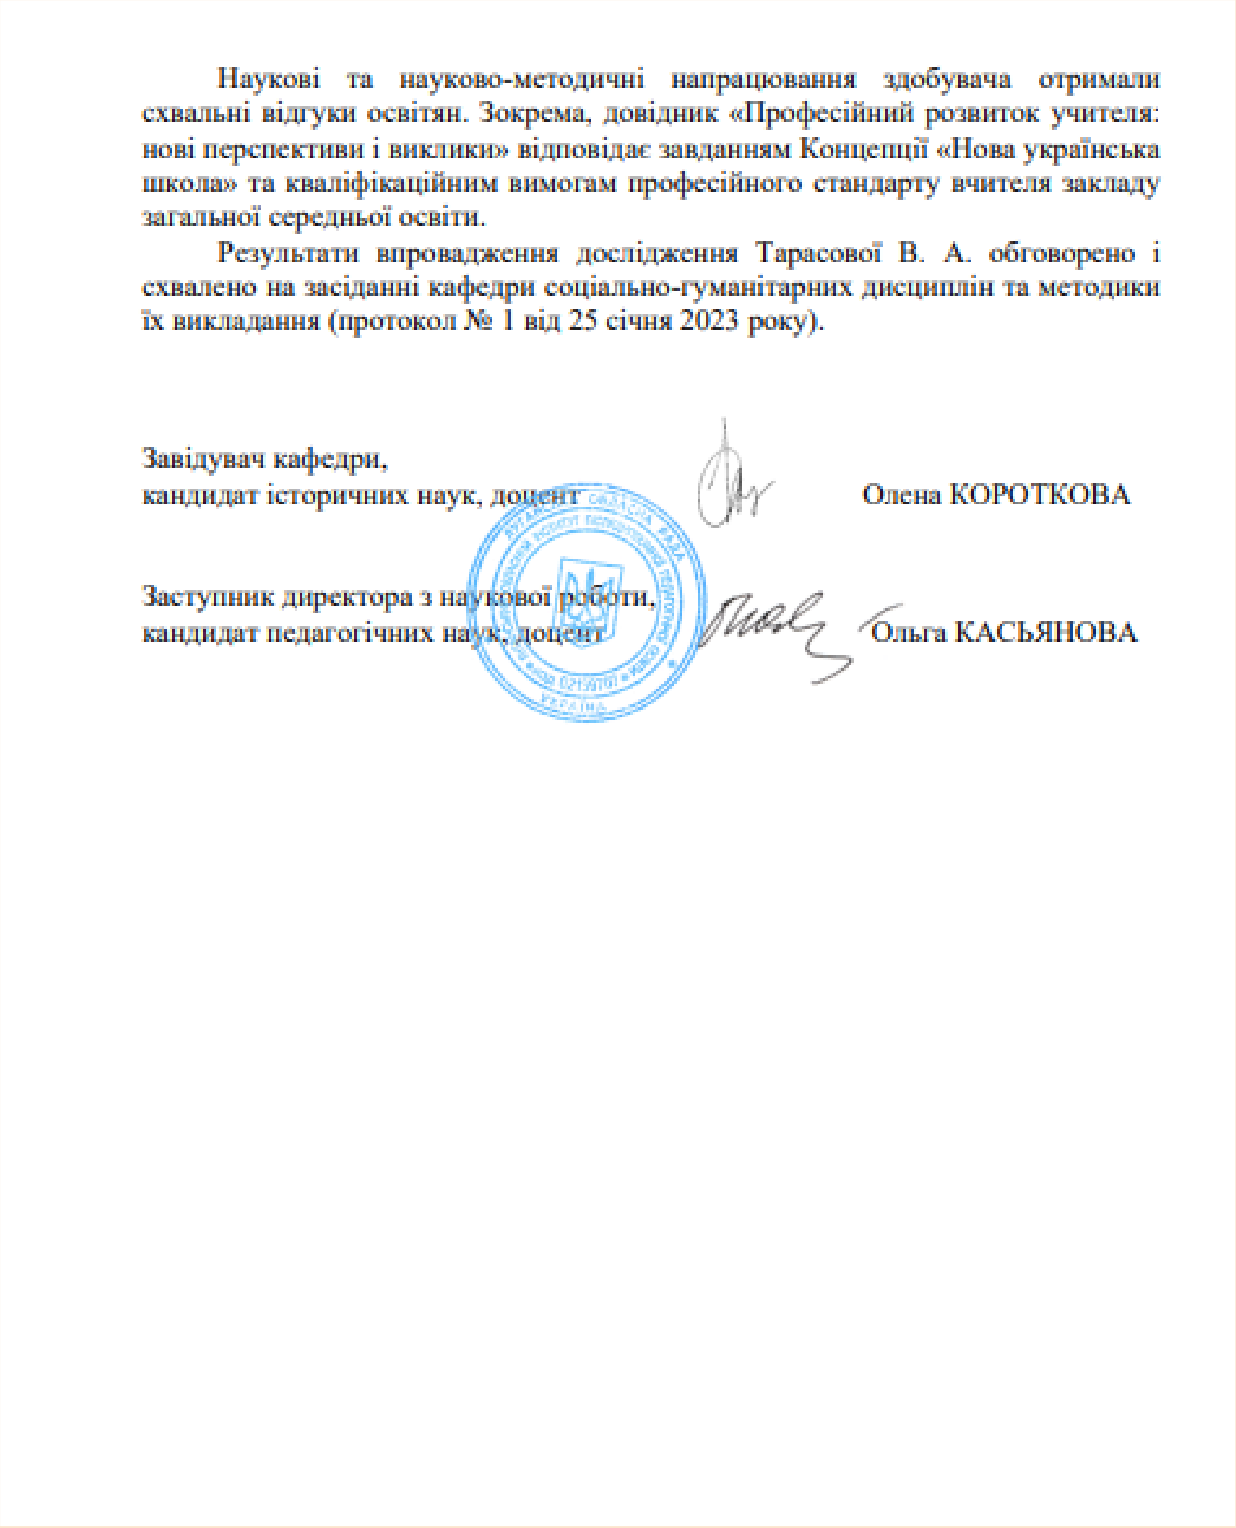 Наукові та науково-методичні напрацювання здобувача отримали
схвальні відгуки освітян. Зокрема, довідник «Професійний розвиток учителя:
нові перспективи і виклики» відповідає завданням Концепції «Нова українська
школа» та кваліфікаційним вимогам професійного стандарту вчителя закладу
загальної середньої освіти.
Результати впровадження дослідження Тарасової В. А. обговорено і
схвалено на засіданні кафедри соціально-гуманітарних дисциплін та методики
їх викладання (протокол № 1 від 25 січня 2023 року).
Завідувач кафедри,
кандидат історичних наук, доцент
Олена КОРОТКОВА
Заступник директора з наукової роботи,
кандидат педагогічних наук, доцент
Ольга КАСЬЯНОВА
ОБЛАСНА РАДА
УКРАЇНА